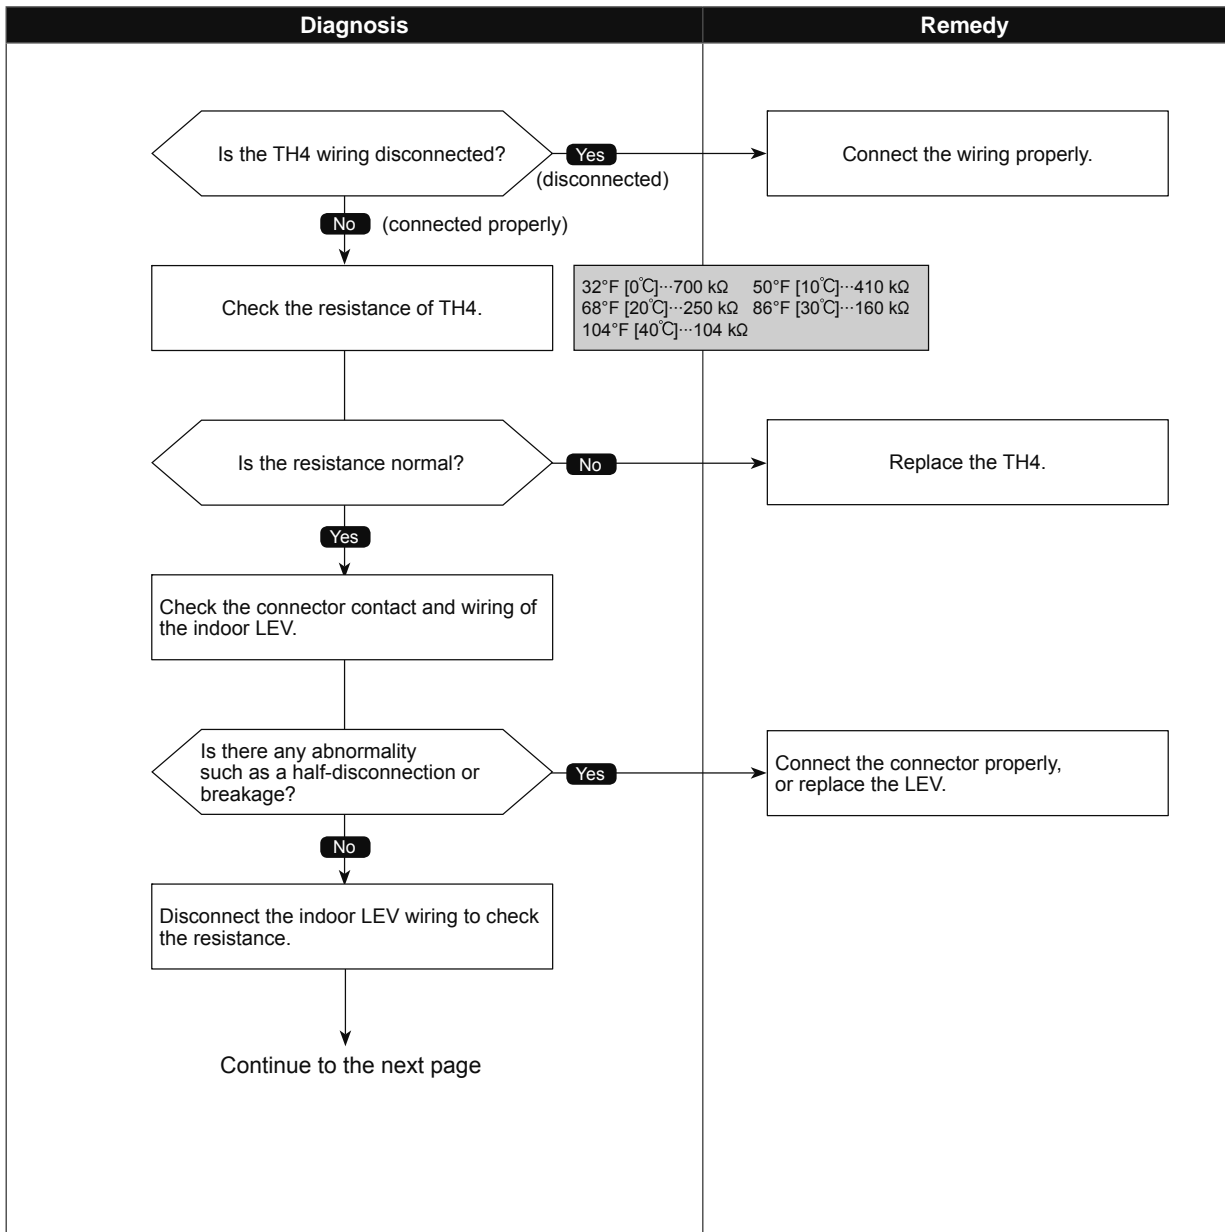 Diagnosis
Remedy
Is the TH4 wiring disconnected?
Yes
(disconnected)
Connect the wiring properly.
No
(connected properly)
Check the resistance of TH4.
32°F [0℃]···700 kΩ 50°F [10℃]···410 kΩ
68°F [20℃]···250 kΩ 86°F [30℃]···160 kΩ
104°F [40℃]···104 kΩ
Is the resistance normal?
No
Replace the TH4.
Yes
Check the connector contact and wiring of
the indoor LEV.
Is there any abnormality
such as a half-disconnection or
breakage?
Yes
Connect the connector properly,
or replace the LEV.
No
Disconnect the indoor LEV wiring to check
the resistance.
Continue to the next page